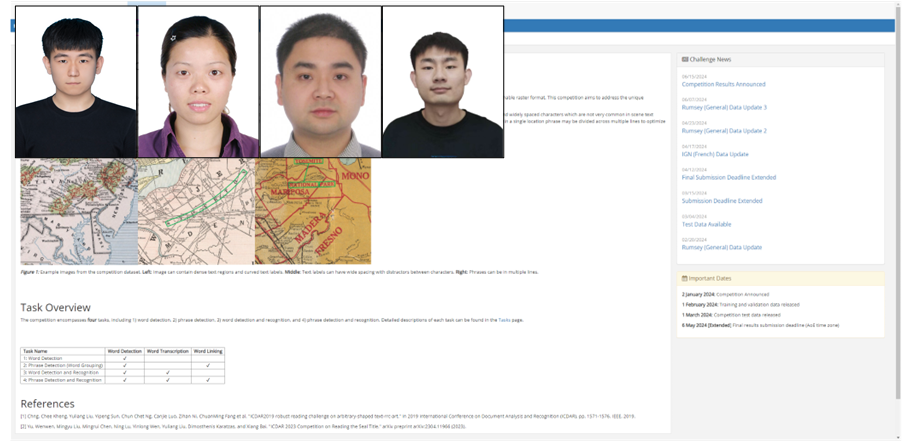 table raster format. This competition aims to address the unique
d widely spaced characters which are not very common in scene text
n a single location phrase may be divided across multiple lines to optimise
MONO
MARIPOSA
MADERA
FRESNO
Figure 1: Example images from the competition dataset. Left: Image can contain dense text regions and curved text labels. Middle: Text labels can have wide spacing with distractors between characters. Right: Phrases can be in multiple lines.
Task Overview
The competition encompasses four tasks, including 1) word detection, 2) phrase detection, 3) word detection and recognition, and 4) phrase detection and recognition. Detailed descriptions of each task can be found in the Tasks page.
Task Name Word Detection Word Transcription Word Linking
1: Word Detection ✓
2: Phrase Detection (Word Grouping) ✓ ✓
3: Word Detection and Recognition ✓ ✓
4: Phrase Detection and Recognition ✓ ✓ ✓
References
[1] Chng, Chee Kheng, Yuliang Liu, Yipeng Sun, Chun Chet Ng, Canjie Luo, Zihan Ni, ChuanMing Fang et al. "ICDAR2019 robust reading challenge on arbitrary-shaped text-rrc-art." In 2019 International Conference on Document Analysis and Recognition (ICDAR), pp. 1571-1576. IEEE, 2019.
[2] Yu, Wenwen, Mingyu Liu, Mingrui Chen, Ning Lu, Yinlong Wen, Yuliang Liu, Dimosthenis Karatzas, and Xiang Bai. "ICDAR 2023 Competition on Reading the Seal Title." arXiv preprint arXiv:2304.11966 (2023).
Challenge News
06/15/2024
Competition Results Announced
05/07/2024
Rumsey (General) Data Update 3
04/23/2024
Rumsey (General) Data Update 2
04/17/2024
IGN (French) Data Update
04/12/2024
Final Submission Deadline Extended
Submission Deadline Extended
03/04/2024
Test Data Available
02/20/2024
Rumsey (General) Data Update
Important Dates
2 January 2024: Competition Announced
1 February 2024: Training and validation data released
1 March 2024: Competition test data released
6 May 2024 [Extended] Final results submission deadline (AoE time zone)